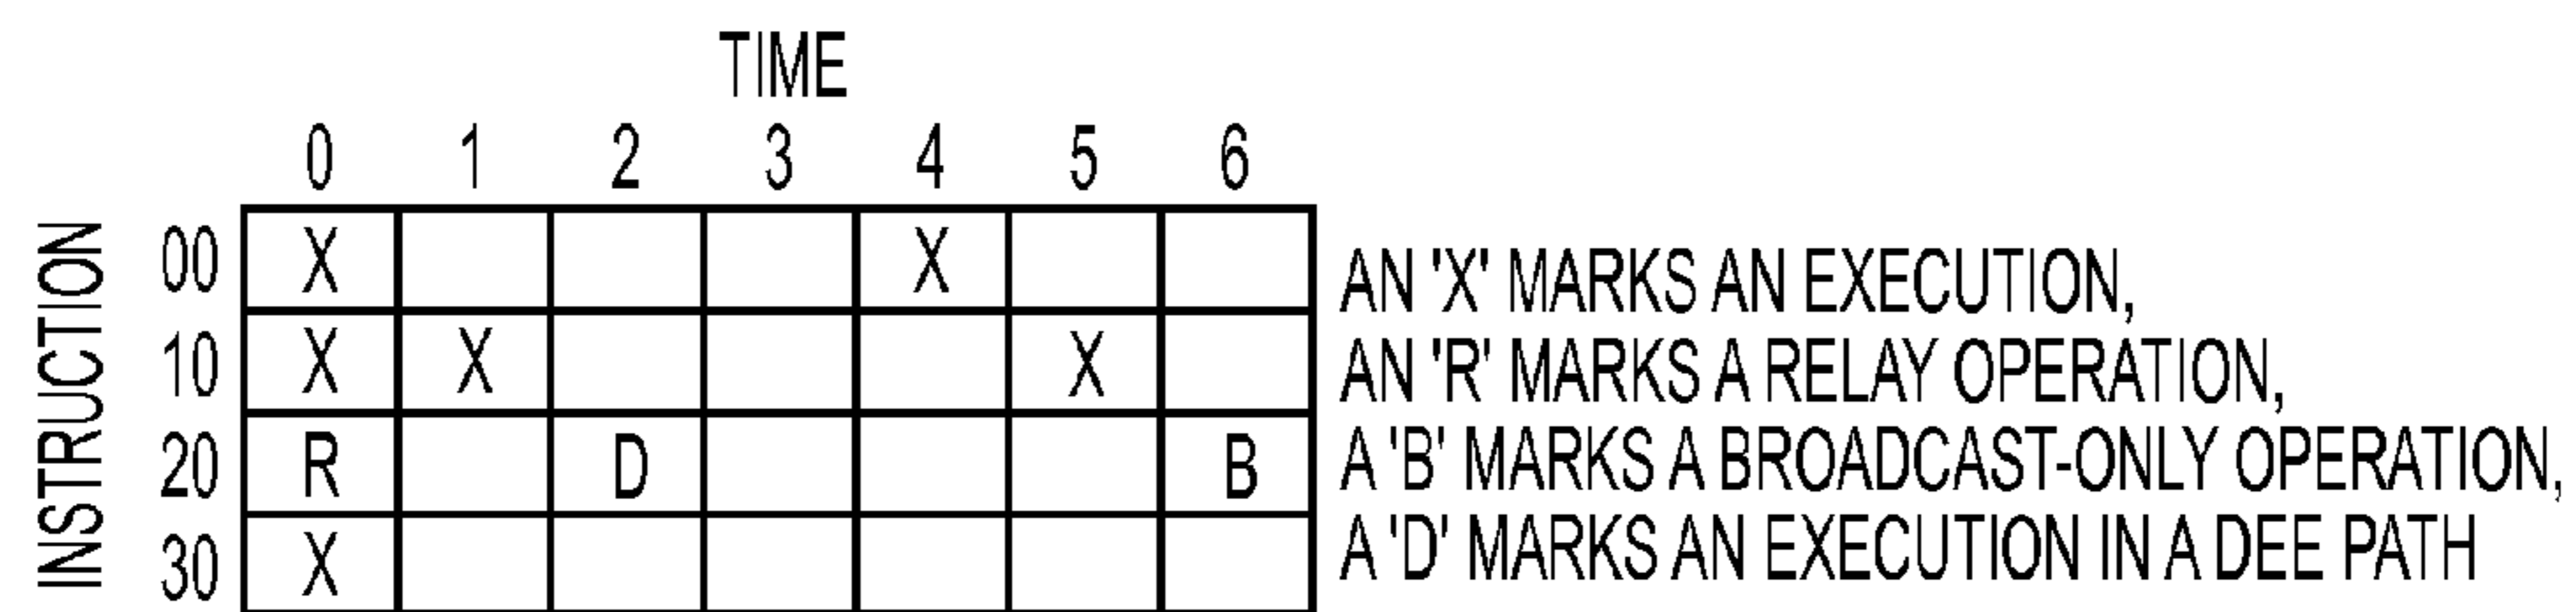 TIME
0 1 2 3 4 5 6
INSTRUCTION
00 X X
10 X X X
20 R D B
30 X
AN 'X' MARKS AN EXECUTION,
AN 'R' MARKS A RELAY OPERATION,
A 'B' MARKS A BROADCAST-ONLY OPERATION,
A 'D' MARKS AN EXECUTION IN A DEE PATH